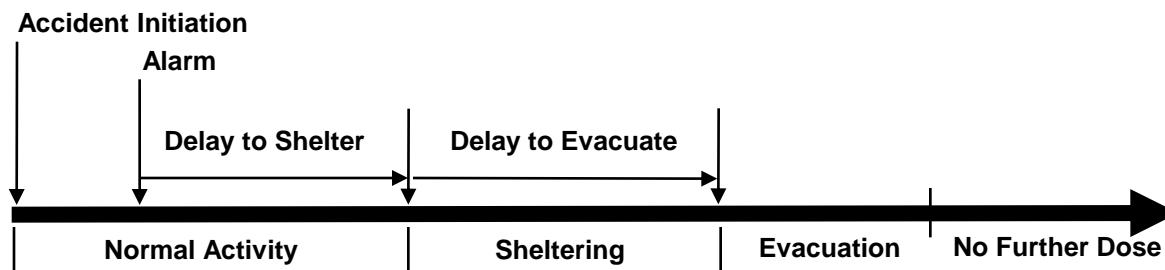 Accident Initiation
Alarm
Delay to Shelter
Delay to Evacuate
Normal Activity
Sheltering
Evacuation
No Further Dose